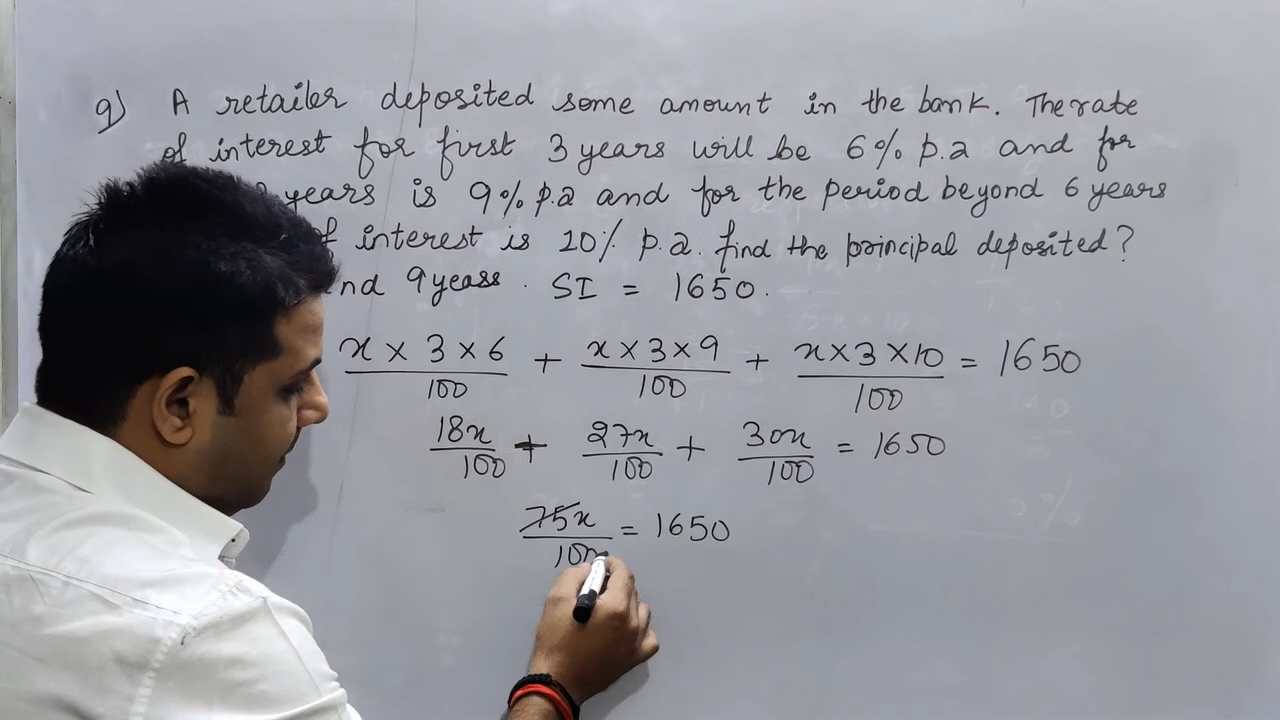 9) A retailer deposited some amount in the bank. The rate
of interest for first 3 years will be 6% p.a and for
years is 9% p.a and for the period beyond 6 years
of interest is 10% p.a. find the principal deposited?
nd 9 years. SI = 1650.
x × 3 × 6 / 100 + x × 3 × 9 / 100 + x × 3 × 10 / 100 = 1650
18x / 100 + 27x / 100 + 30x / 100 = 1650
75x / 100 = 1650